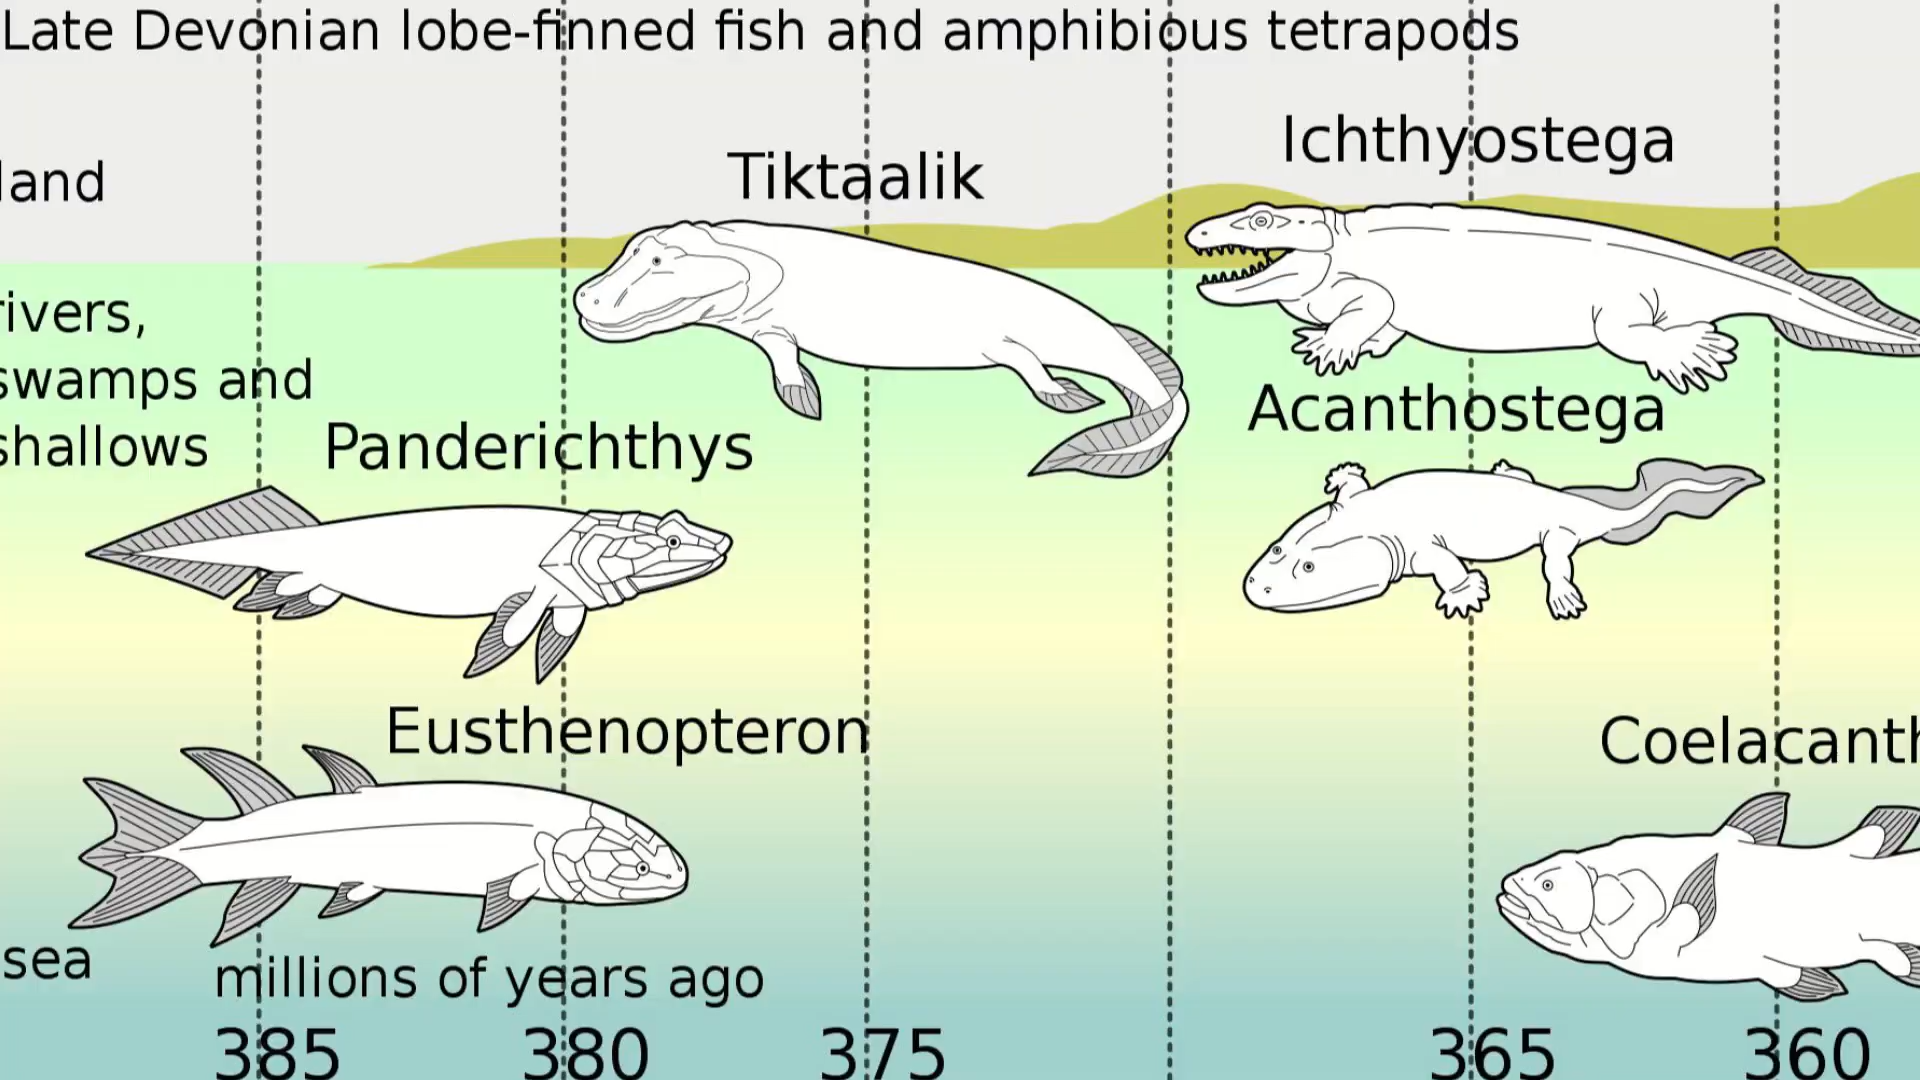 Late Devonian lobe-finned fish and amphibious tetrapods
Ichthyostega
Tiktaalik
land
rivers,
swamps and
shallows
Acanthostega
Panderichthys
Eusthenopteron
Coelacanth
sea
millions of years ago
385 380 375 365 360